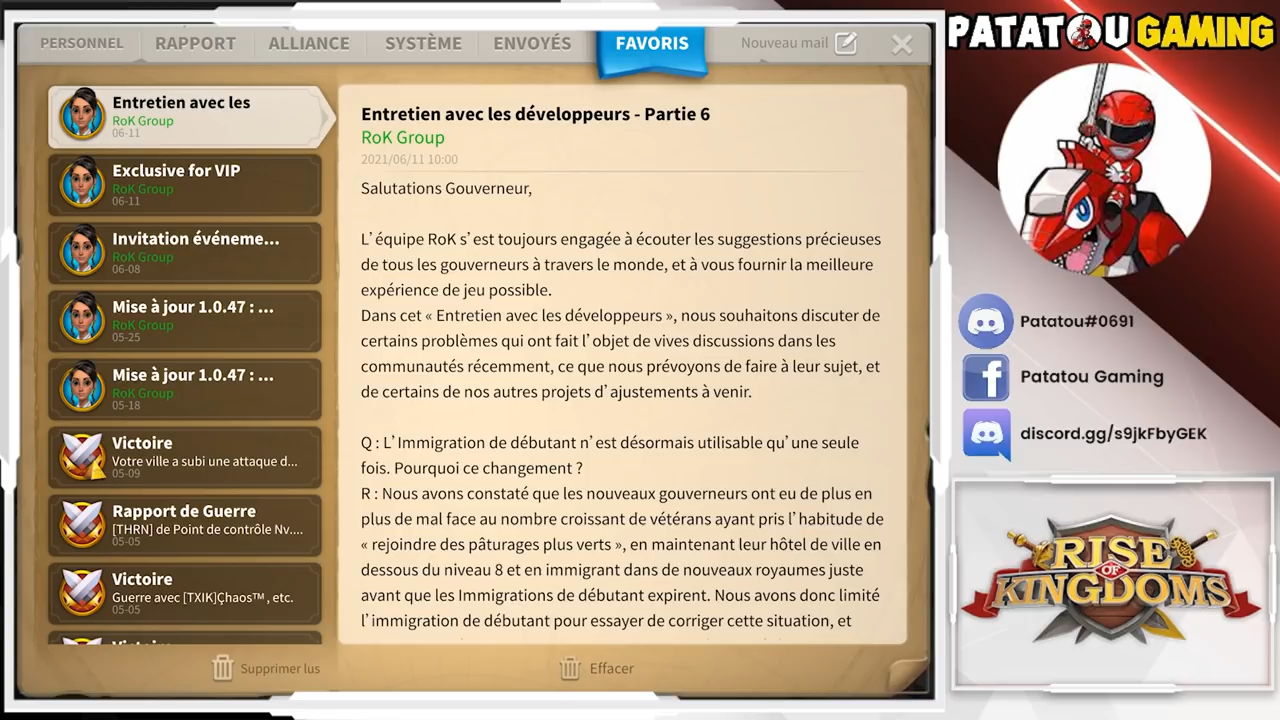 PERSONNEL
RAPPORT
ALLIANCE
SYSTÈME
ENVOYÉS
FAVORIS
Nouveau mail
Entretien avec les
RoK Group
06-11
Exclusive for VIP
RoK Group
06-11
Invitation événeme...
RoK Group
06-08
Mise à jour 1.0.47 : ...
RoK Group
05-25
Mise à jour 1.0.47 : ...
RoK Group
05-18
Victoire
Votre ville a subi une attaque d...
05-09
Rapport de Guerre
[THRN] de Point de contrôle Nv....
05-05
Victoire
Guerre avec [TXIK]Çhaos™, etc.
05-05
Entretien avec les développeurs - Partie 6
RoK Group
2021/06/11 10:00
Salutations Gouverneur,
L'équipe RoK s'est toujours engagée à écouter les suggestions précieuses
de tous les gouverneurs à travers le monde, et à vous fournir la meilleure
expérience de jeu possible.
Dans cet « Entretien avec les développeurs », nous souhaitons discuter de
certains problèmes qui ont fait l'objet de vives discussions dans les
communautés récemment, ce que nous prévoyons de faire à leur sujet, et
de certains de nos autres projets d'ajustements à venir.
Q : L'Immigration de débutant n'est désormais utilisable qu'une seule
fois. Pourquoi ce changement ?
R : Nous avons constaté que les nouveaux gouverneurs ont eu de plus en
plus de mal face au nombre croissant de vétérans ayant pris l'habitude de
« rejoindre des pâturages plus verts », en maintenant leur hôtel de ville en
dessous du niveau 8 et en immigrant dans de nouveaux royaumes juste
avant que les Immigrations de débutant expirent. Nous avons donc limité
l'immigration de débutant pour essayer de corriger cette situation, et
Supprimer lus
Effacer
PATATOU GAMING
Patatou#0691
Patatou Gaming
discord.gg/s9jkFbyGEK
RISE
OF
KINGDOMS